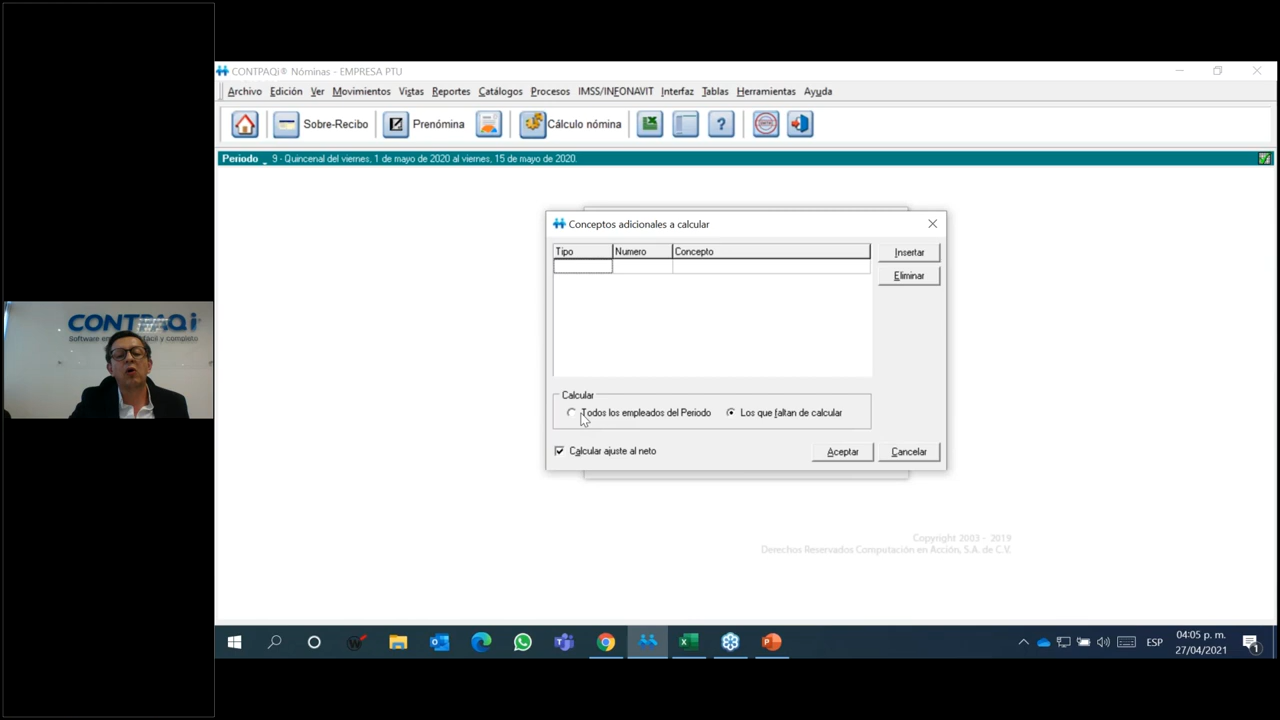 CONTPAQi® Nóminas - EMPRESA PTU
Archivo Edición Ver Movimientos Vistas Reportes Catálogos Procesos IMSS/INFONAVIT Interfaz Tablas Herramientas Ayuda
Sobre-Recibo Prenómina Cálculo nómina
Periodo _ 9 - Quincenal del viernes, 1 de mayo de 2020 al viernes, 15 de mayo de 2020.
Conceptos adicionales a calcular
Tipo Numero Concepto
Insertar
Eliminar
Calcular
Todos los empleados del Periodo Los que faltan de calcular
Calcular ajuste al neto Aceptar Cancelar
CONTPAQi
Copyright 2003 - 2019
Derechos Reservados Computación en Acción, S.A. de C.V.
ESP
04:05 p. m.
27/04/2021
1